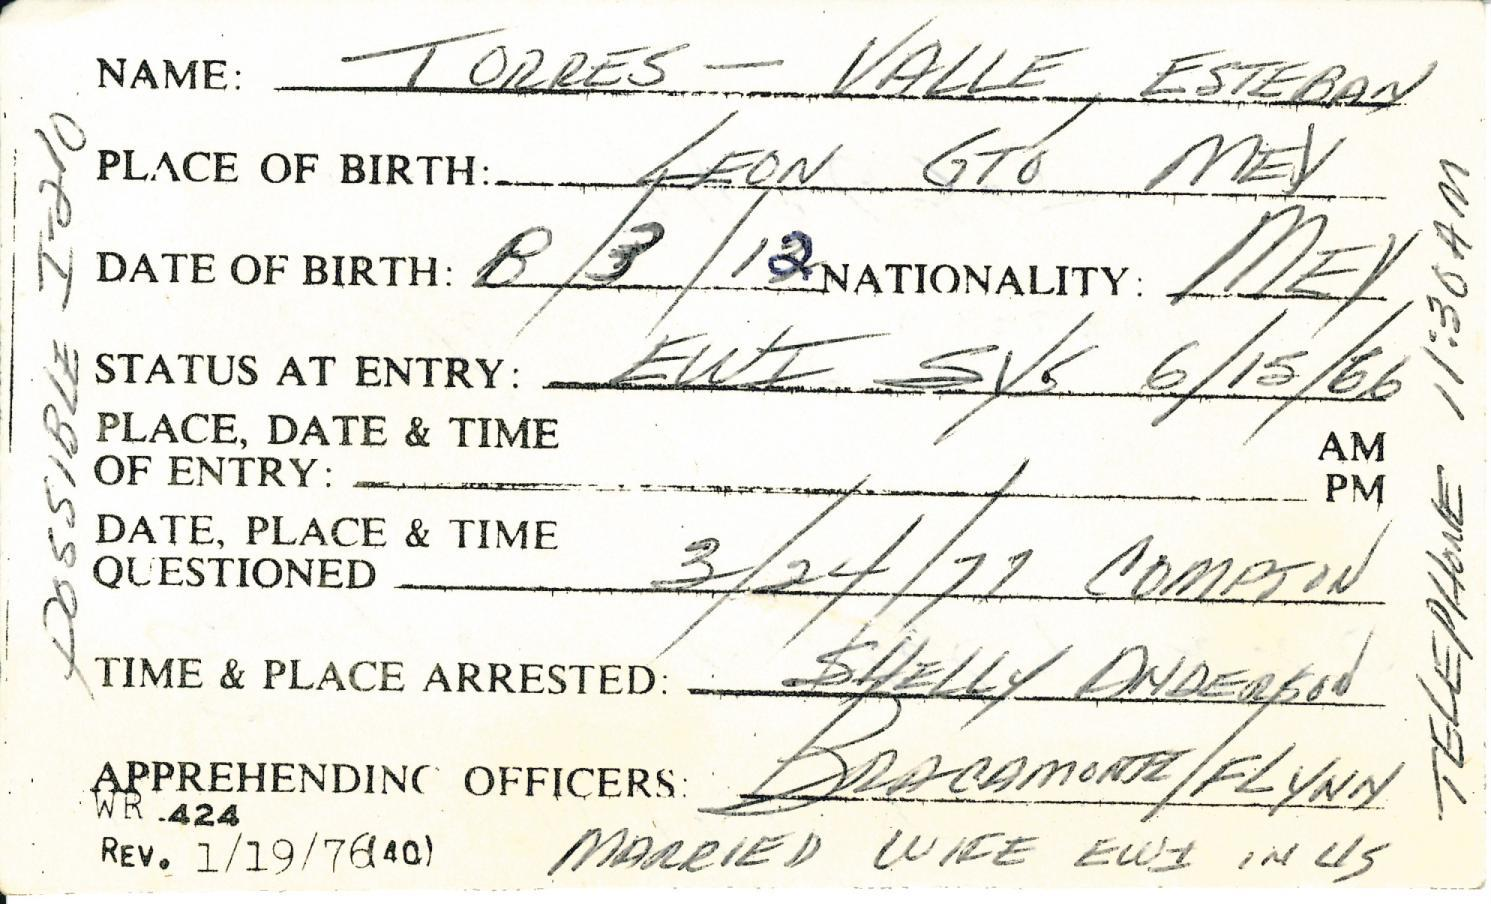 NAME: TORRES - VALLE, ESTEBAN
PLACE OF BIRTH: LEON GTO MEX
DATE OF BIRTH: 8/3/12 NATIONALITY: MEX
STATUS AT ENTRY: EWI SYS 6/15/66
PLACE, DATE & TIME
OF ENTRY: AM
PM
DATE, PLACE & TIME
QUESTIONED 3/24/77 COMPTON
TIME & PLACE ARRESTED: SHELLY ANDERSON
APPREHENDING OFFICERS: BRACAMONTE/FLYNN
WR .424
REV. 1/19/76(40)
MARRIED WIFE EWI IN US
POSSIBLE I-210
TELEPHONE 11:30AM